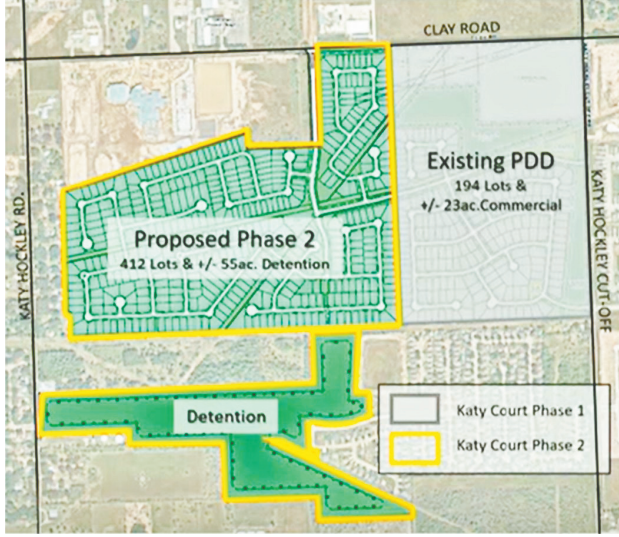 CLAY ROAD
Existing PDD
194 Lots &
+/- 23ac.Commercial
KATY HOCKLEY RD.
KATY HOCKLEY CUT-OFF
Proposed Phase 2
412 Lots & +/- 55ac. Detention
Detention
Katy Court Phase 1
Katy Court Phase 2